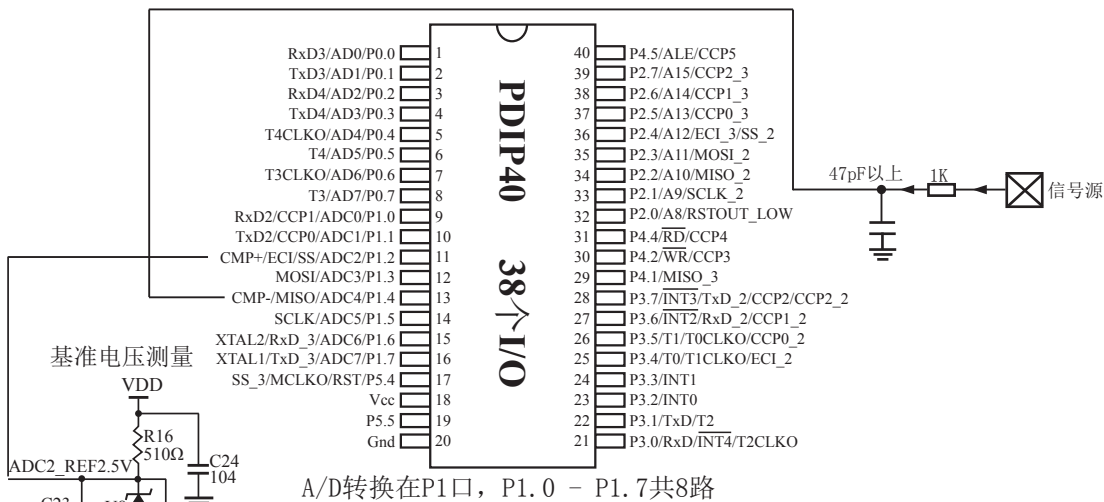 RxD3/AD0/P0.0 1
TxD3/AD1/P0.1 2
RxD4/AD2/P0.2 3
TxD4/AD3/P0.3 4
T4CLKO/AD4/P0.4 5
T4/AD5/P0.5 6
T3CLKO/AD6/P0.6 7
T3/AD7/P0.7 8
RxD2/CCP1/ADC0/P1.0 9
TxD2/CCP0/ADC1/P1.1 10
CMP+/ECI/SS/ADC2/P1.2 11
MOSI/ADC3/P1.3 12
CMP-/MISO/ADC4/P1.4 13
SCLK/ADC5/P1.5 14
XTAL2/RxD_3/ADC6/P1.6 15
XTAL1/TxD_3/ADC7/P1.7 16
SS_3/MCLKO/RST/P5.4 17
Vcc 18
P5.5 19
Gnd 20
PDIP40 38个I/O
40 P4.5/ALE/CCP5
39 P2.7/A15/CCP2_3
38 P2.6/A14/CCP1_3
37 P2.5/A13/CCP0_3
36 P2.4/A12/ECI_3/SS_2
35 P2.3/A11/MOSI_2
34 P2.2/A10/MISO_2
33 P2.1/A9/SCLK_2
32 P2.0/A8/RSTOUT_LOW
31 P4.4/RD/CCP4
30 P4.2/WR/CCP3
29 P4.1/MISO_3
28 P3.7/INT3/TxD_2/CCP2/CCP2_2
27 P3.6/INT2/RxD_2/CCP1_2
26 P3.5/T1/T0CLKO/CCP0_2
25 P3.4/T0/T1CLKO/ECI_2
24 P3.3/INT1
23 P3.2/INT0
22 P3.1/TxD/T2
21 P3.0/RxD/INT4/T2CLKO
47pF以上 1K 信号源
基准电压测量
VDD
R16
510Ω
C24
104
ADC2_REF2.5V
A/D转换在P1口，P1.0 - P1.7共8路